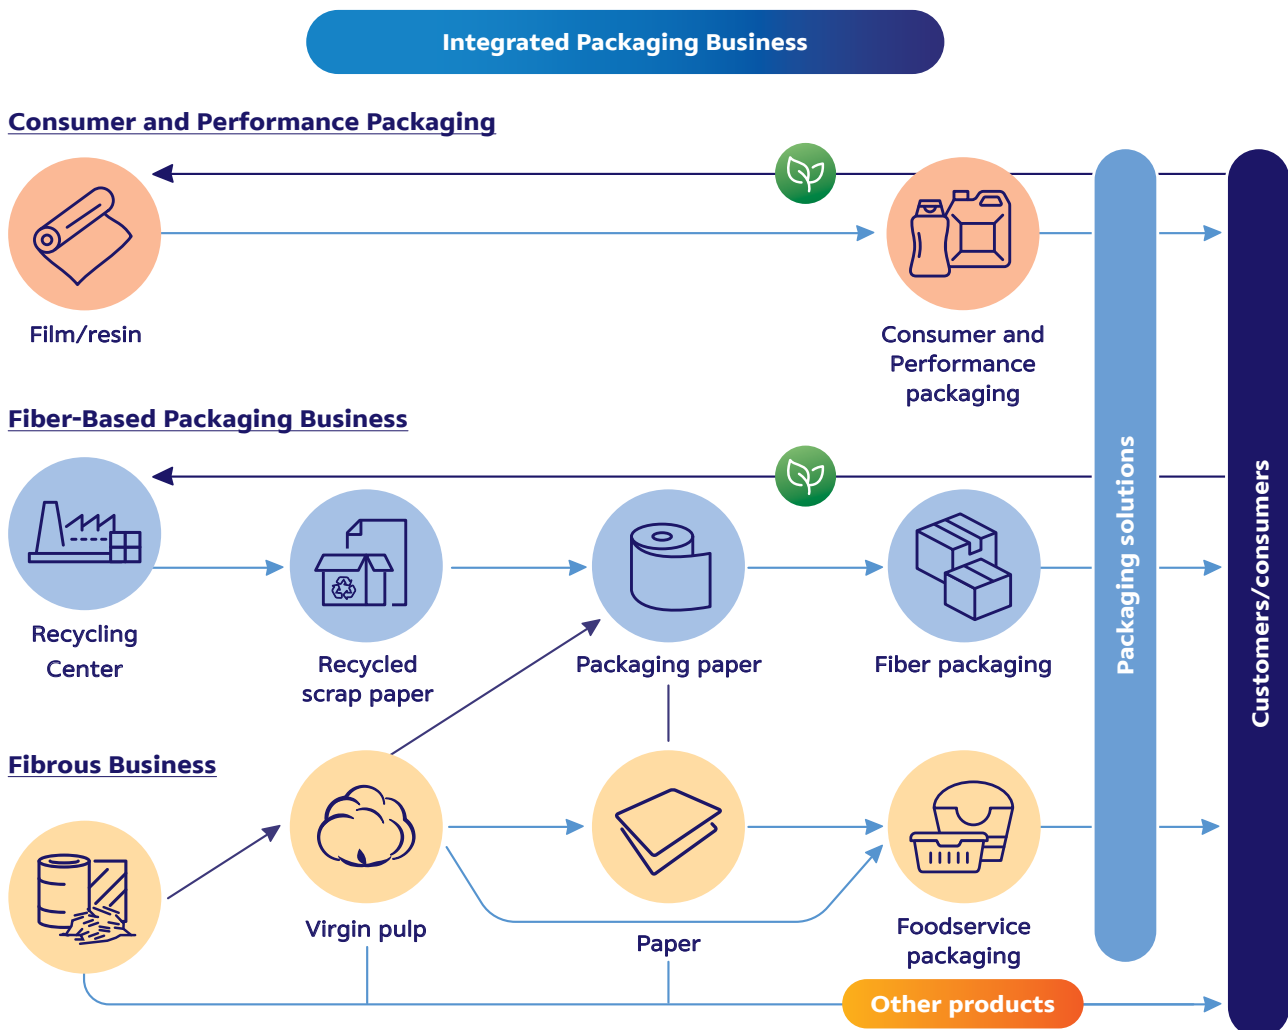 Integrated Packaging Business
Consumer and Performance Packaging
Film/resin
Consumer and
Performance
packaging
Fiber-Based Packaging Business
Recycling
Center
Recycled
scrap paper
Packaging paper
Fiber packaging
Fibrous Business
Virgin pulp
Paper
Foodservice
packaging
Other products
Packaging solutions
Customers/consumers